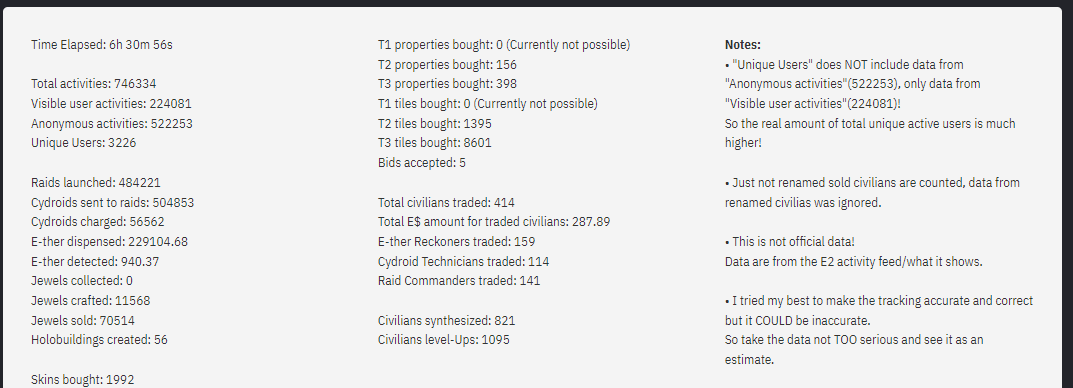 Time Elapsed: 6h 30m 56s
Total activities: 746334
Visible user activities: 224081
Anonymous activities: 522253
Unique Users: 3226
Raids launched: 484221
Cydroids sent to raids: 504853
Cydroids charged: 56562
E-ther dispensed: 229104.68
E-ther detected: 940.37
Jewels collected: 0
Jewels crafted: 11568
Jewels sold: 70514
Holobuildings created: 56
Skins bought: 1992
T1 properties bought: 0 (Currently not possible)
T2 properties bought: 156
T3 properties bought: 398
T1 tiles bought: 0 (Currently not possible)
T2 tiles bought: 1395
T3 tiles bought: 8601
Bids accepted: 5
Total civilians traded: 414
Total E$ amount for traded civilians: 287.89
E-ther Reckoners traded: 159
Cydroid Technicians traded: 114
Raid Commanders traded: 141
Civilians synthesized: 821
Civilians level-Ups: 1095
Notes:
• "Unique Users" does NOT include data from
"Anonymous activities"(522253), only data from
"Visible user activities"(224081)!
So the real amount of total unique active users is much
higher!
• Just not renamed sold civilians are counted, data from
renamed civilias was ignored.
• This is not official data!
Data are from the E2 activity feed/what it shows.
• I tried my best to make the tracking accurate and correct
but it COULD be inaccurate.
So take the data not TOO serious and see it as an
estimate.